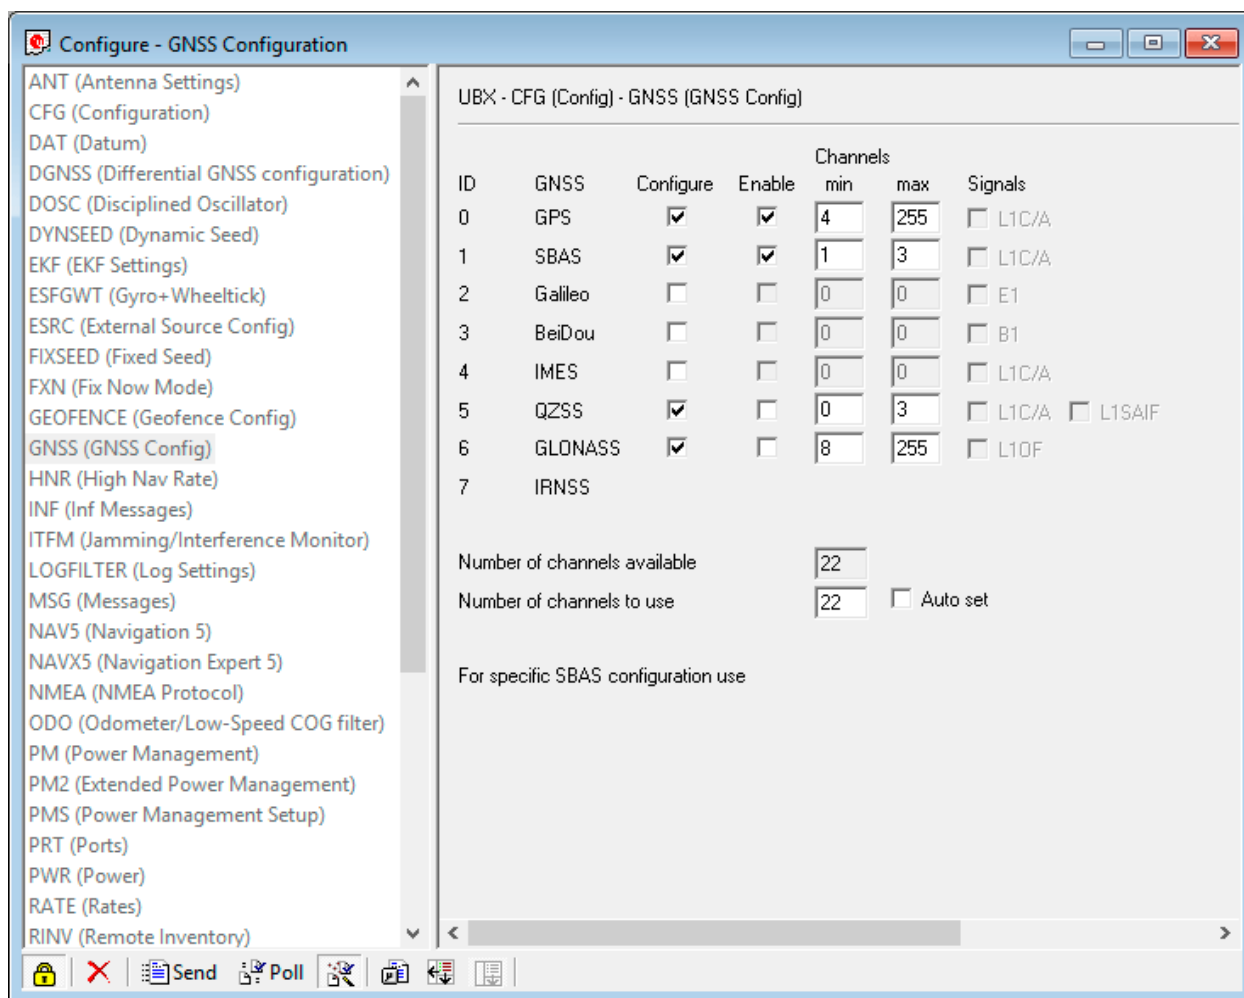 Configure - GNSS Configuration
ANT (Antenna Settings)
CFG (Configuration)
DAT (Datum)
DGNSS (Differential GNSS configuration)
DOSC (Disciplined Oscillator)
DYNSEED (Dynamic Seed)
EKF (EKF Settings)
ESFGWT (Gyro+Wheeltick)
ESRC (External Source Config)
FIXSEED (Fixed Seed)
FXN (Fix Now Mode)
GEOFENCE (Geofence Config)
GNSS (GNSS Config)
HNR (High Nav Rate)
INF (Inf Messages)
ITFM (Jamming/Interference Monitor)
LOGFILTER (Log Settings)
MSG (Messages)
NAV5 (Navigation 5)
NAVX5 (Navigation Expert 5)
NMEA (NMEA Protocol)
ODO (Odometer/Low-Speed COG filter)
PM (Power Management)
PM2 (Extended Power Management)
PMS (Power Management Setup)
PRT (Ports)
PWR (Power)
RATE (Rates)
RINV (Remote Inventory)
UBX - CFG (Config) - GNSS (GNSS Config)
Channels
ID GNSS Configure Enable min max Signals
0 GPS 4 255 L1C/A
1 SBAS 1 3 L1C/A
2 Galileo 0 0 E1
3 BeiDou 0 0 B1
4 IMES 0 0 L1C/A
5 QZSS 0 3 L1C/A L1SAIF
6 GLONASS 8 255 L1OF
7 IRNSS
Number of channels available 22
Number of channels to use 22 Auto set
For specific SBAS configuration use
Send Poll